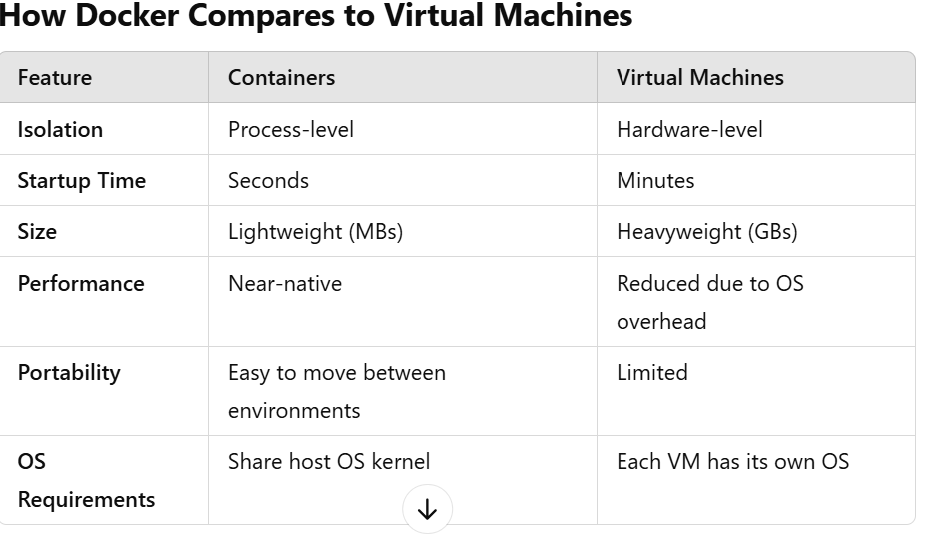 How Docker Compares to Virtual Machines
Feature Containers Virtual Machines
Isolation Process-level Hardware-level
Startup Time Seconds Minutes
Size Lightweight (MBs) Heavyweight (GBs)
Performance Near-native Reduced due to OS
overhead
Portability Easy to move between Limited
environments
OS Share host OS kernel Each VM has its own OS
Requirements